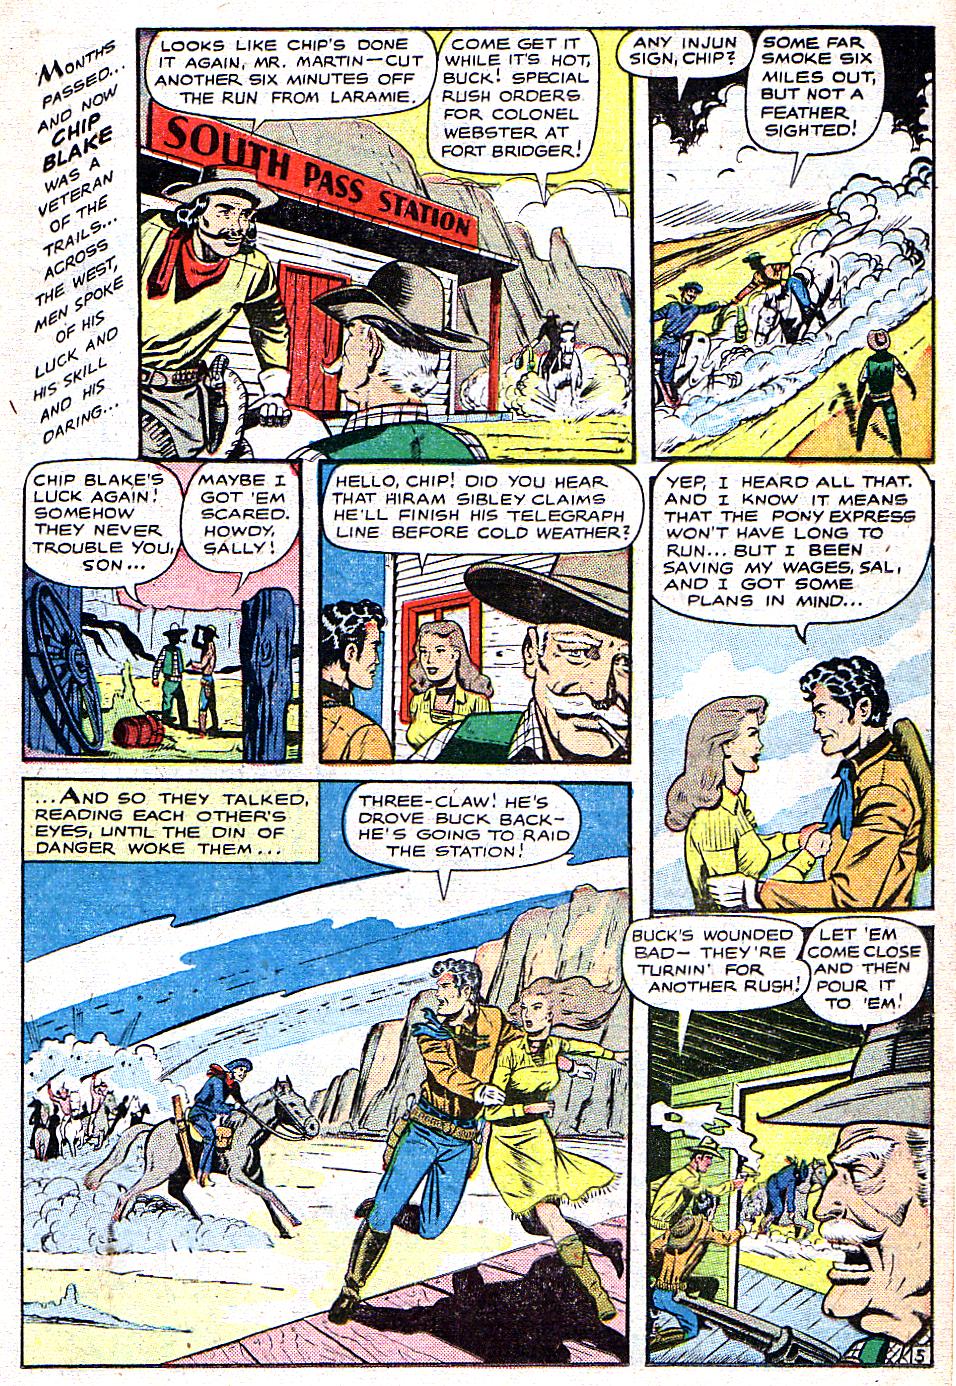 MONTHS
PASSED...
AND NOW
CHIP
BLAKE
WAS A
VETERAN
OF THE
TRAILS...
ACROSS
THE WEST,
MEN SPOKE
OF HIS
LUCK AND
HIS SKILL
AND HIS
DARING...
LOOKS LIKE CHIP'S DONE
IT AGAIN, MR. MARTIN—CUT
ANOTHER SIX MINUTES OFF
THE RUN FROM LARAMIE.
COME GET IT
WHILE IT'S HOT,
BUCK! SPECIAL
RUSH ORDERS
FOR COLONEL
WEBSTER AT
FORT BRIDGER!
SOUTH PASS STATION
ANY INJUN
SIGN, CHIP?
SOME FAR
SMOKE SIX
MILES OUT,
BUT NOT A
FEATHER
SIGHTED!
CHIP BLAKE'S
LUCK AGAIN!
SOMEHOW
THEY NEVER
TROUBLE YOU,
SON...
MAYBE I
GOT 'EM
SCARED.
HOWDY,
SALLY!
HELLO, CHIP! DID YOU HEAR
THAT HIRAM SIBLEY CLAIMS
HE'LL FINISH HIS TELEGRAPH
LINE BEFORE COLD WEATHER?
YEP, I HEARD ALL THAT.
AND I KNOW IT MEANS
THAT THE PONY EXPRESS
WON'T HAVE LONG TO
RUN... BUT I BEEN
SAVING MY WAGES, SAL,
AND I GOT SOME
PLANS IN MIND...
...AND SO THEY TALKED,
READING EACH OTHER'S
EYES, UNTIL THE DIN OF
DANGER WOKE THEM...
THREE-CLAW! HE'S
DROVE BUCK BACK—
HE'S GOING TO RAID
THE STATION!
BUCK'S WOUNDED
BAD— THEY'RE
TURNIN' FOR
ANOTHER RUSH!
LET 'EM
COME CLOSE
AND THEN
POUR IT
TO 'EM!
5